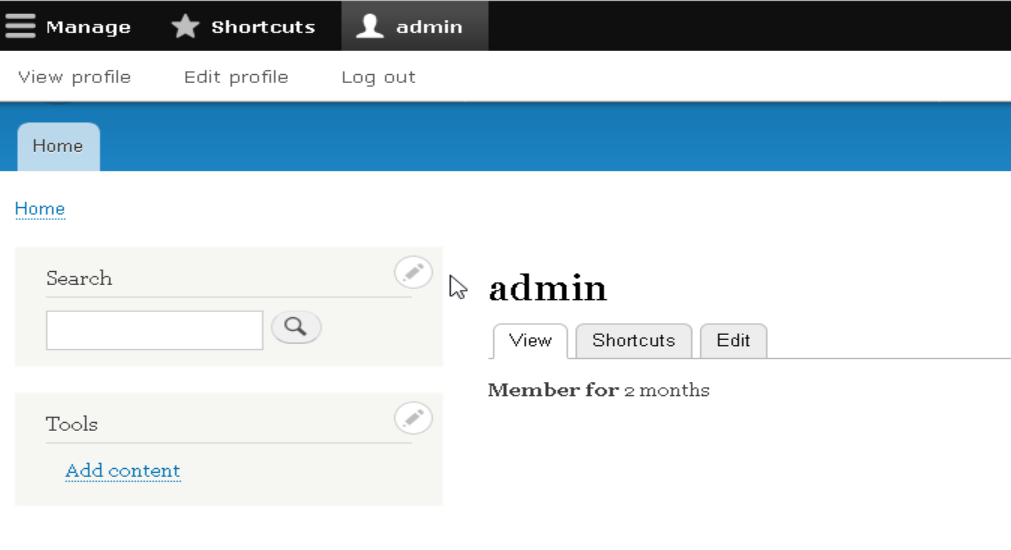 Manage Shortcuts admin
View profile Edit profile Log out
Home
Home
Search
admin
View Shortcuts Edit
Member for 2 months
Tools
Add content